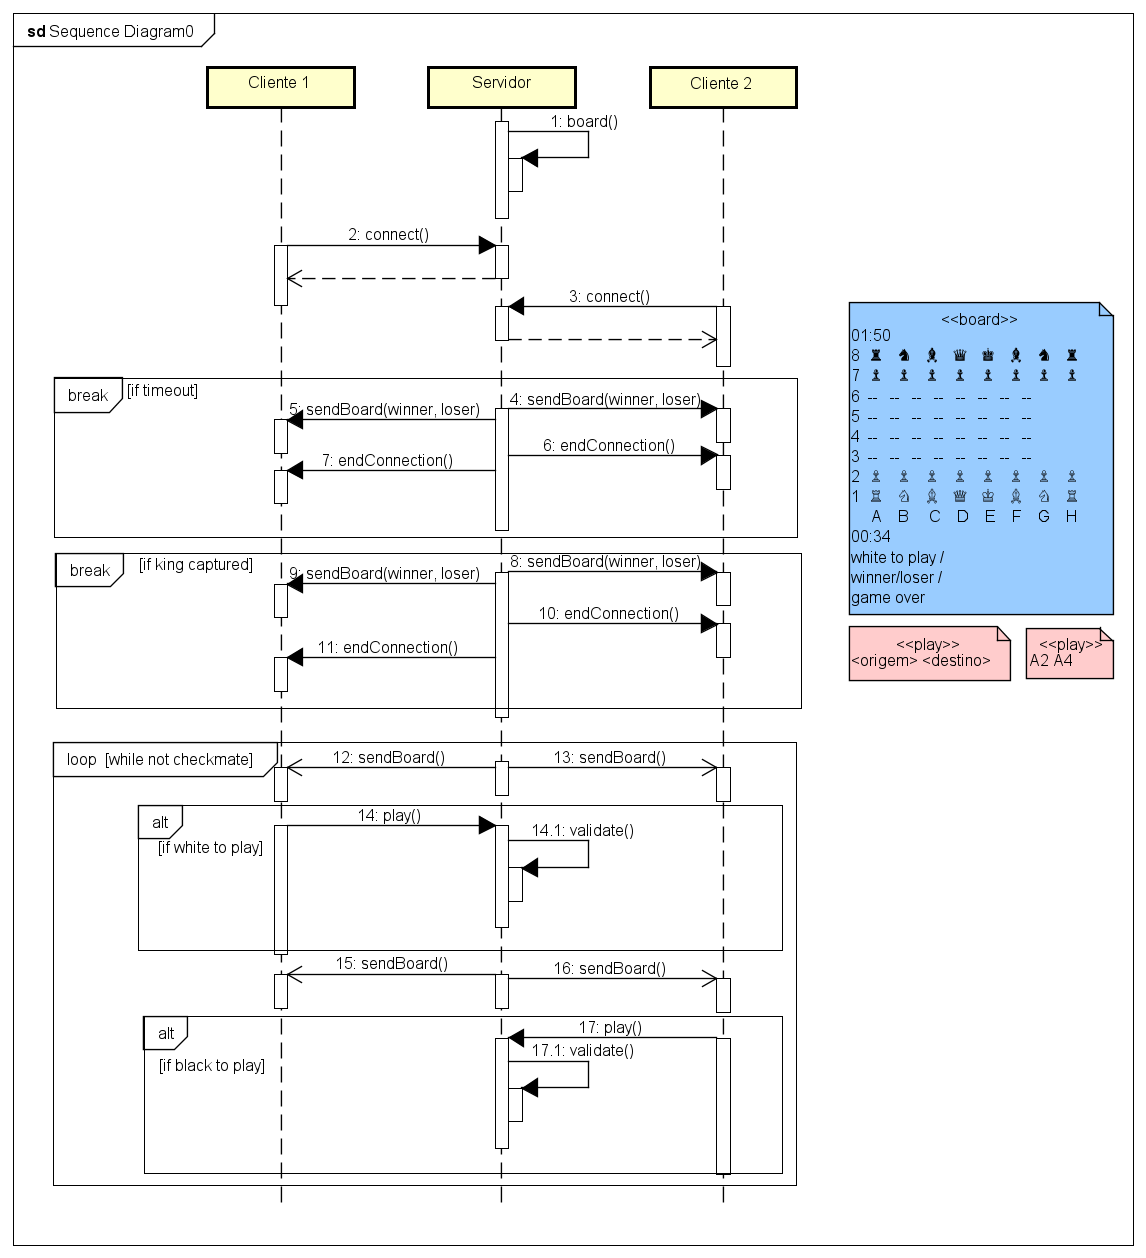 sd Sequence Diagram0
Cliente 1
Servidor
Cliente 2
1: board()
2: connect()
3: connect()
break
[if timeout]
4: sendBoard(winner, loser)
5: sendBoard(winner, loser)
6: endConnection()
7: endConnection()
break
[if king captured]
8: sendBoard(winner, loser)
9: sendBoard(winner, loser)
10: endConnection()
11: endConnection()
loop [while not checkmate]
12: sendBoard()
13: sendBoard()
alt
[if white to play]
14: play()
14.1: validate()
15: sendBoard()
16: sendBoard()
alt
[if black to play]
17: play()
17.1: validate()
<<board>>
01:50
8 ♜ ♞ ♝ ♛ ♚ ♝ ♞ ♜
7 ♝ ♝ ♝ ♝ ♝ ♝ ♝ ♝
6 -- -- -- -- -- -- -- --
5 -- -- -- -- -- -- -- --
4 -- -- -- -- -- -- -- --
3 -- -- -- -- -- -- -- --
2 ♗ ♗ ♗ ♗ ♗ ♗ ♗ ♗
1 ♖ ♘ ♗ ♕ ♔ ♗ ♘ ♖
A B C D E F G H
00:34
white to play /
winner/loser /
game over
<<play>>
<origem> <destino>
<<play>>
A2 A4